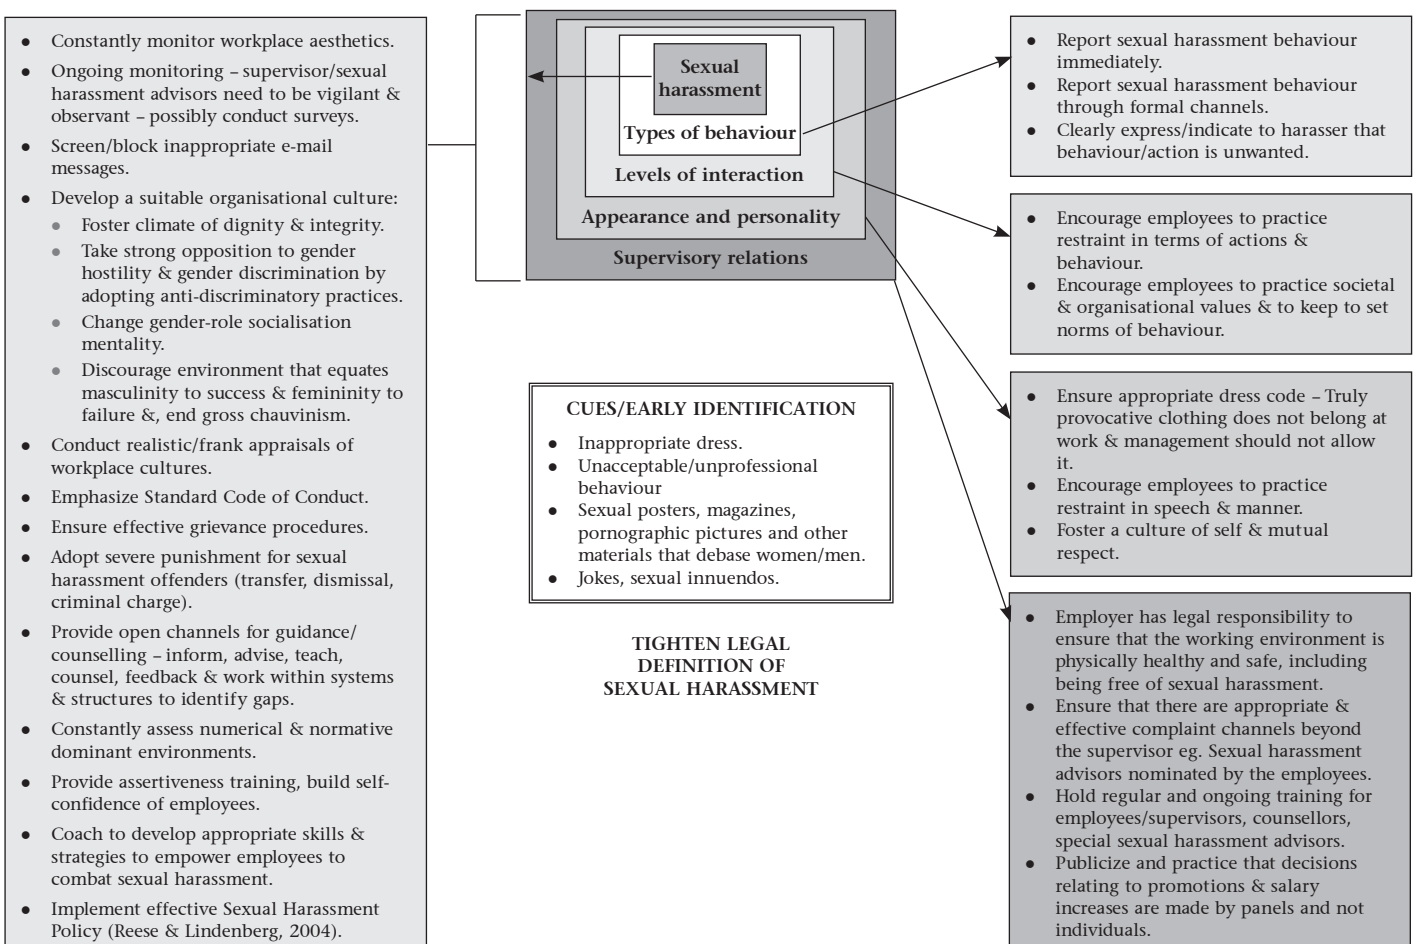 ● Constantly monitor workplace aesthetics.
● Ongoing monitoring – supervisor/sexual
harassment advisors need to be vigilant &
observant – possibly conduct surveys.
● Screen/block inappropriate e-mail
messages.
● Develop a suitable organisational culture:
● Foster climate of dignity & integrity.
● Take strong opposition to gender
hostility & gender discrimination by
adopting anti-discriminatory practices.
● Change gender-role socialisation
mentality.
● Discourage environment that equates
masculinity to success & femininity to
failure &, end gross chauvinism.
● Conduct realistic/frank appraisals of
workplace cultures.
● Emphasize Standard Code of Conduct.
● Ensure effective grievance procedures.
● Adopt severe punishment for sexual
harassment offenders (transfer, dismissal,
criminal charge).
● Provide open channels for guidance/
counselling – inform, advise, teach,
counsel, feedback & work within systems
& structures to identify gaps.
● Constantly assess numerical & normative
dominant environments.
● Provide assertiveness training, build self-
confidence of employees.
● Coach to develop appropriate skills &
strategies to empower employees to
combat sexual harassment.
● Implement effective Sexual Harassment
Policy (Reese & Lindenberg, 2004).
Sexual
harassment
Types of behaviour
Levels of interaction
Appearance and personality
Supervisory relations
CUES/EARLY IDENTIFICATION
● Inappropriate dress.
● Unacceptable/unprofessional
behaviour
● Sexual posters, magazines,
pornographic pictures and other
materials that debase women/men.
● Jokes, sexual innuendos.
TIGHTEN LEGAL
DEFINITION OF
SEXUAL HARASSMENT
● Report sexual harassment behaviour
immediately.
● Report sexual harassment behaviour
through formal channels.
● Clearly express/indicate to harasser that
behaviour/action is unwanted.
● Encourage employees to practice
restraint in terms of actions &
behaviour.
● Encourage employees to practice societal
& organisational values & to keep to set
norms of behaviour.
● Ensure appropriate dress code – Truly
provocative clothing does not belong at
work & management should not allow
it.
● Encourage employees to practice
restraint in speech & manner.
● Foster a culture of self & mutual
respect.
● Employer has legal responsibility to
ensure that the working environment is
physically healthy and safe, including
being free of sexual harassment.
● Ensure that there are appropriate &
effective complaint channels beyond
the supervisor eg. Sexual harassment
advisors nominated by the employees.
● Hold regular and ongoing training for
employees/supervisors, counsellors,
special sexual harassment advisors.
● Publicize and practice that decisions
relating to promotions & salary
increases are made by panels and not
individuals.